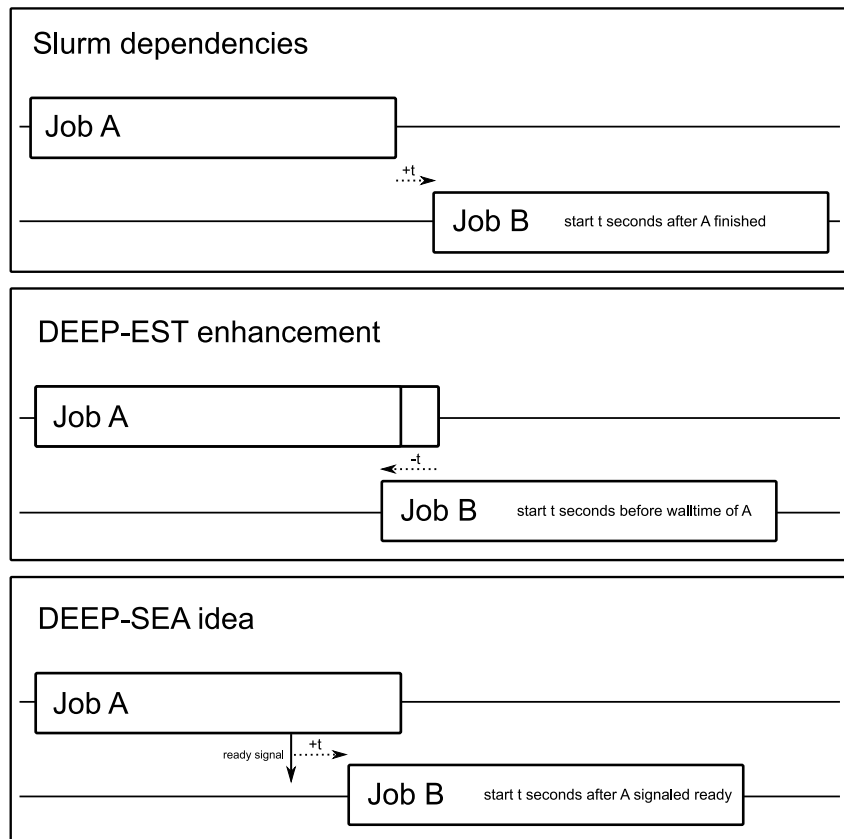 Slurm dependencies
Job A
+t
Job B start t seconds after A finished
DEEP-EST enhancement
Job A
-t
Job B start t seconds before walltime of A
DEEP-SEA idea
Job A
ready signal +t
Job B start t seconds after A signaled ready